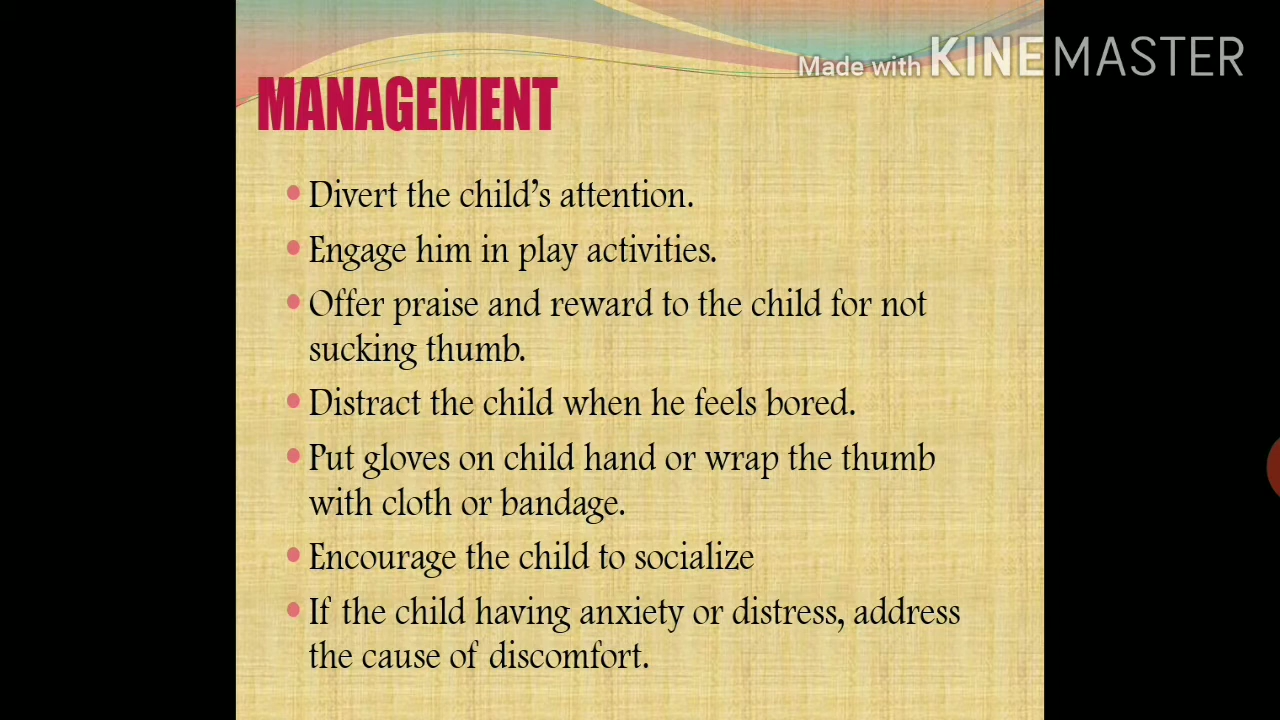 Made with KINEMASTER
MANAGEMENT
• Divert the child's attention.
• Engage him in play activities.
• Offer praise and reward to the child for not
sucking thumb.
• Distract the child when he feels bored.
• Put gloves on child hand or wrap the thumb
with cloth or bandage.
• Encourage the child to socialize
• If the child having anxiety or distress, address
the cause of discomfort.